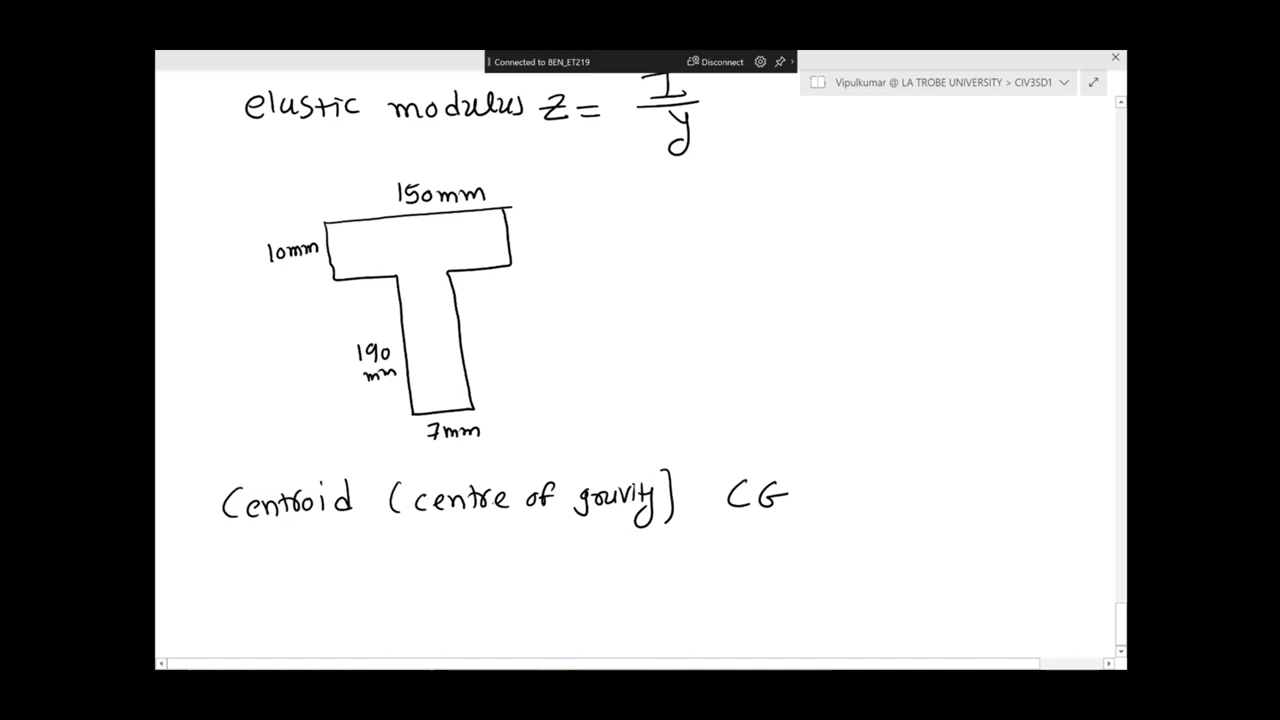 Connected to BEN_ET219 Disconnect
Vipulkumar @ LA TROBE UNIVERSITY > CIV3SD1
elastic modulus Z = I/y
150mm
10mm
190
mm
7mm
Centroid (centre of gravity) CG